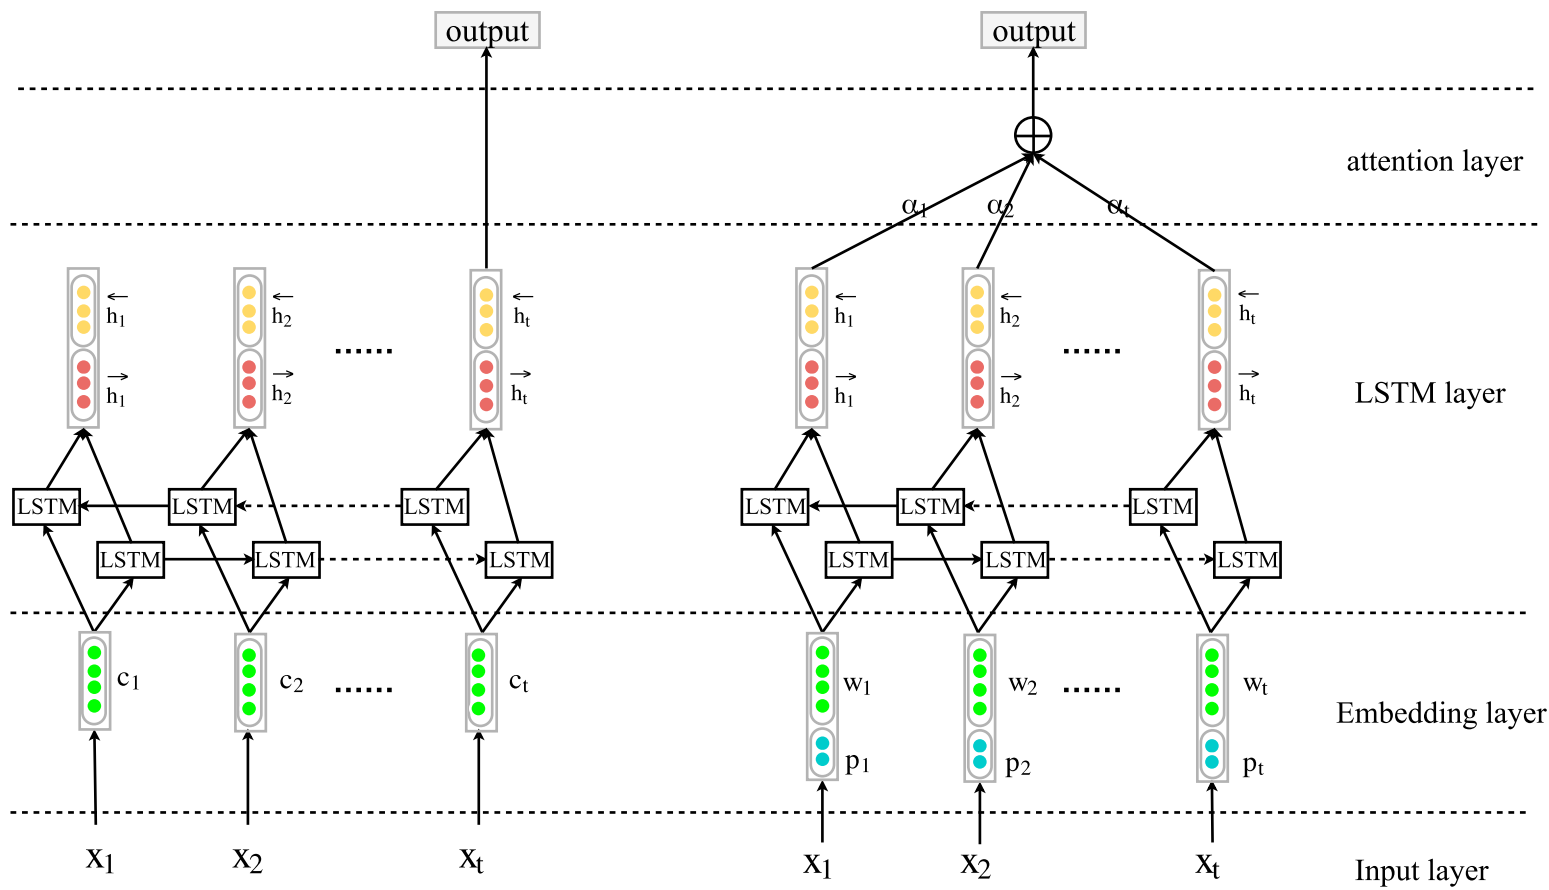 output output
attention layer
α1 α2 αt
h1 h2 ht h1 h2 ht
......
......
h1 h2 ht h1 h2 ht
LSTM layer
LSTM LSTM LSTM LSTM LSTM LSTM
LSTM LSTM LSTM LSTM LSTM LSTM
c1 c2 ...... ct w1 w2 ...... wt
Embedding layer
p1 p2 pt
x1 x2 xt x1 x2 xt
Input layer